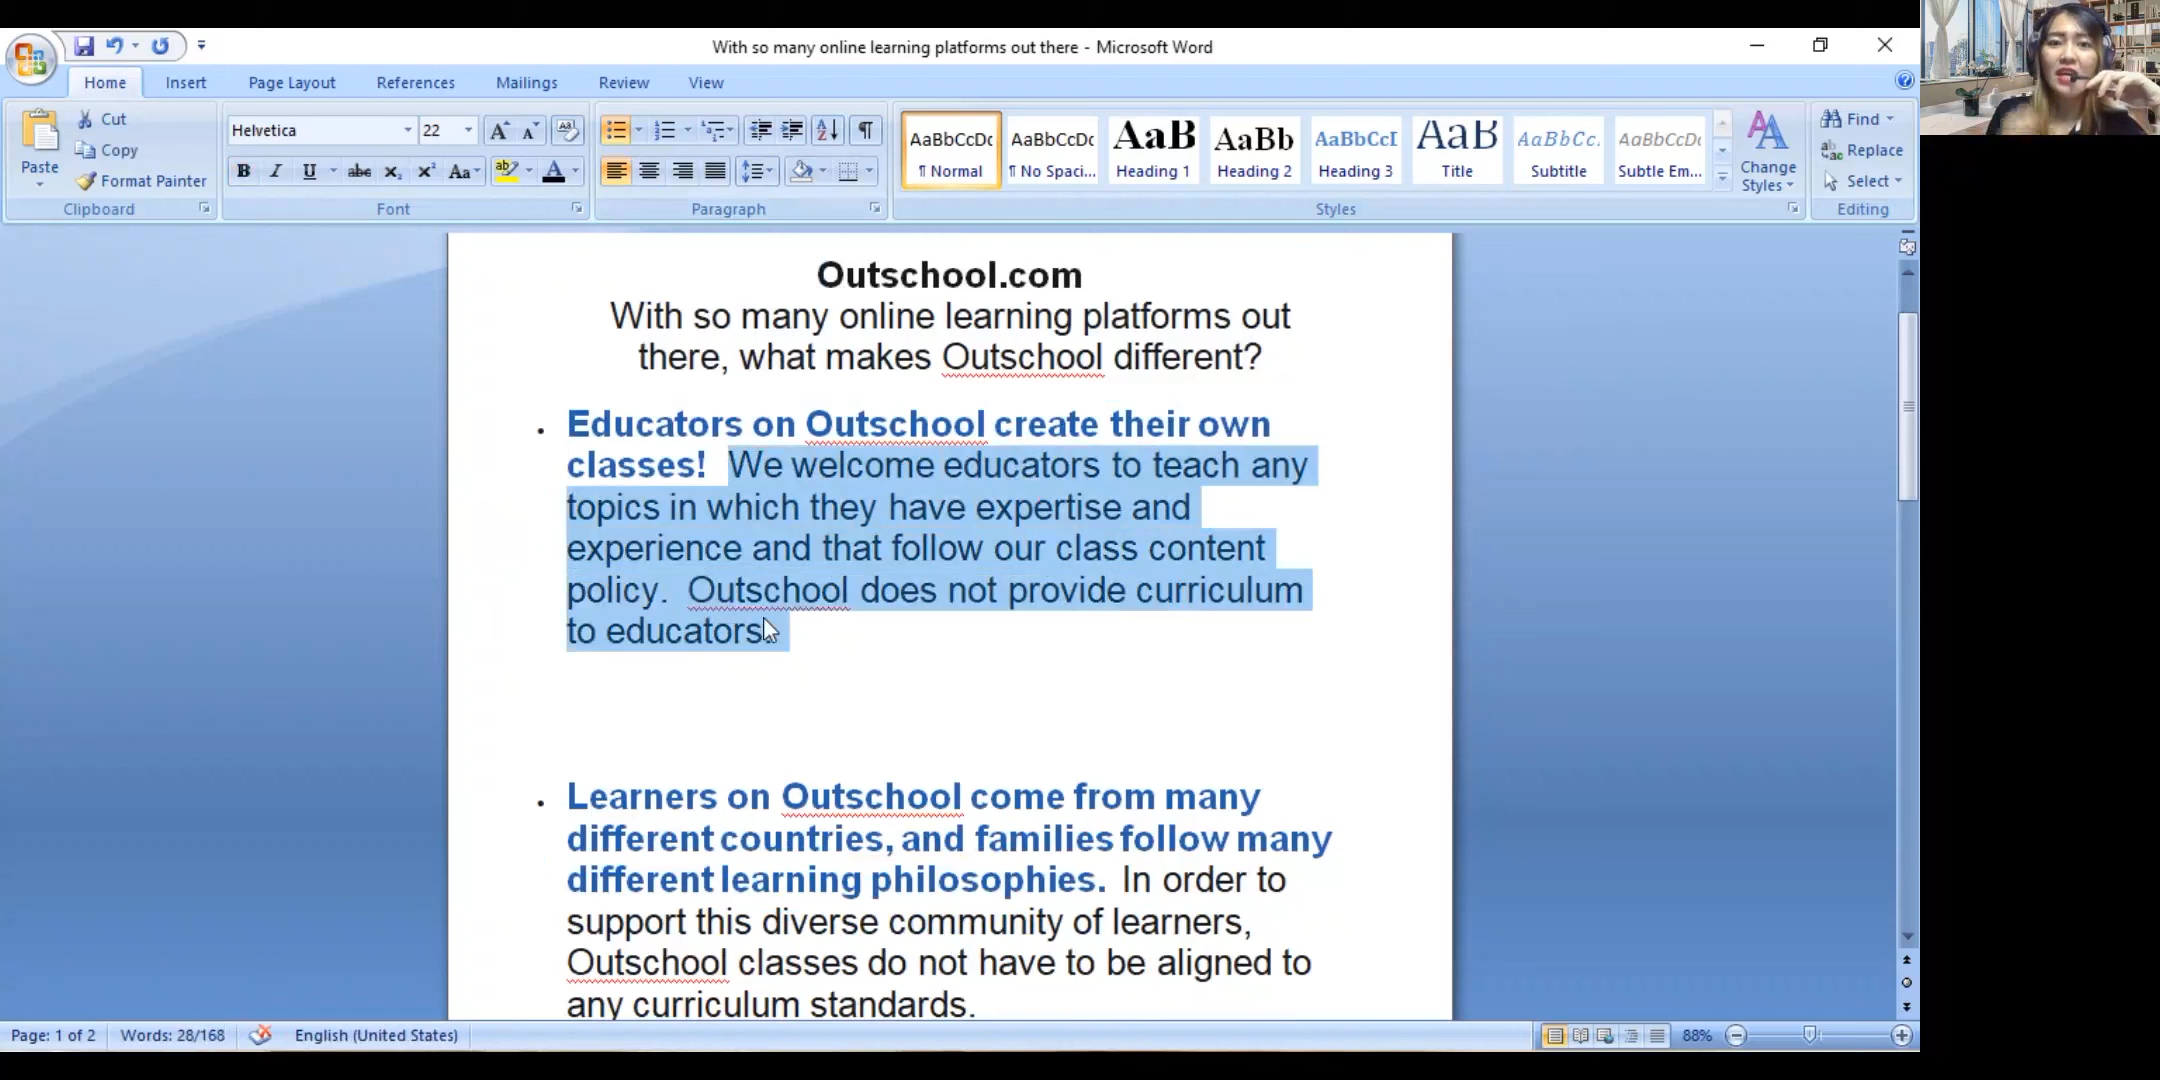 With so many online learning platforms out there - Microsoft Word
Home Insert Page Layout References Mailings Review View
Paste
Cut
Copy
Format Painter
Clipboard
Helvetica 22
B I U abc x₂ x² Aa ab A
Font
Paragraph
AaBbCcDc AaBbCcDc AaB AaBb AaBbCcI AaB AaBbCc. AaBbCcDc
¶ Normal ¶ No Spaci... Heading 1 Heading 2 Heading 3 Title Subtitle Subtle Em...
Styles
Change
Styles
Find
Replace
Select
Editing
Outschool.com
With so many online learning platforms out
there, what makes Outschool different?
• Educators on Outschool create their own
classes! We welcome educators to teach any
topics in which they have expertise and
experience and that follow our class content
policy. Outschool does not provide curriculum
to educators.
• Learners on Outschool come from many
different countries, and families follow many
different learning philosophies. In order to
support this diverse community of learners,
Outschool classes do not have to be aligned to
any curriculum standards.
Page: 1 of 2 Words: 28/168 English (United States) 88%